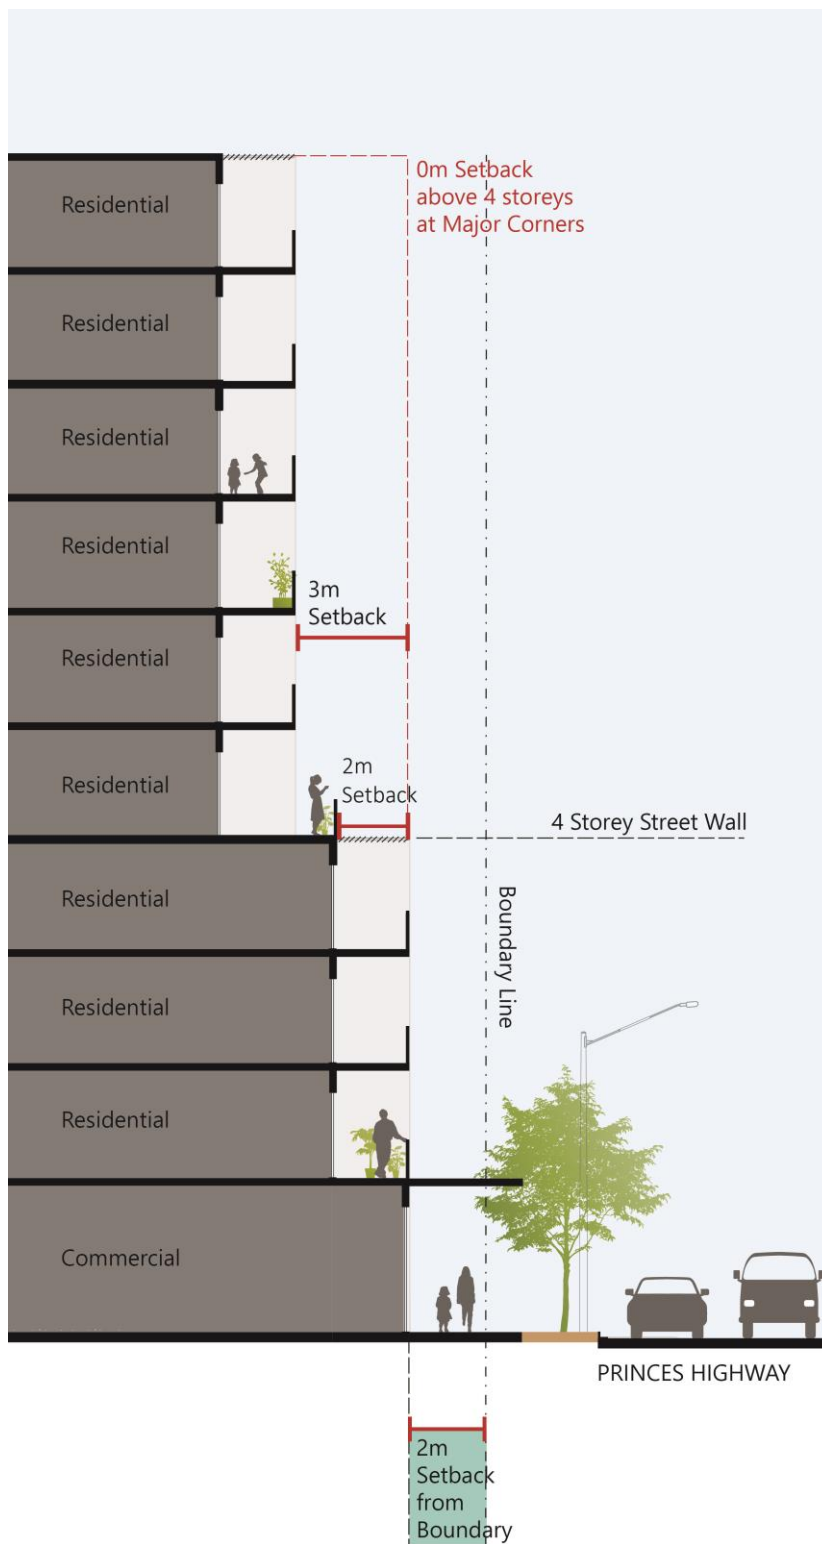 0m Setback
above 4 storeys
at Major Corners
Residential
Residential
Residential
Residential
3m
Setback
Residential
2m
Setback
Residential
4 Storey Street Wall
Residential
Boundary Line
Residential
Residential
Commercial
PRINCES HIGHWAY
2m
Setback
from
Boundary